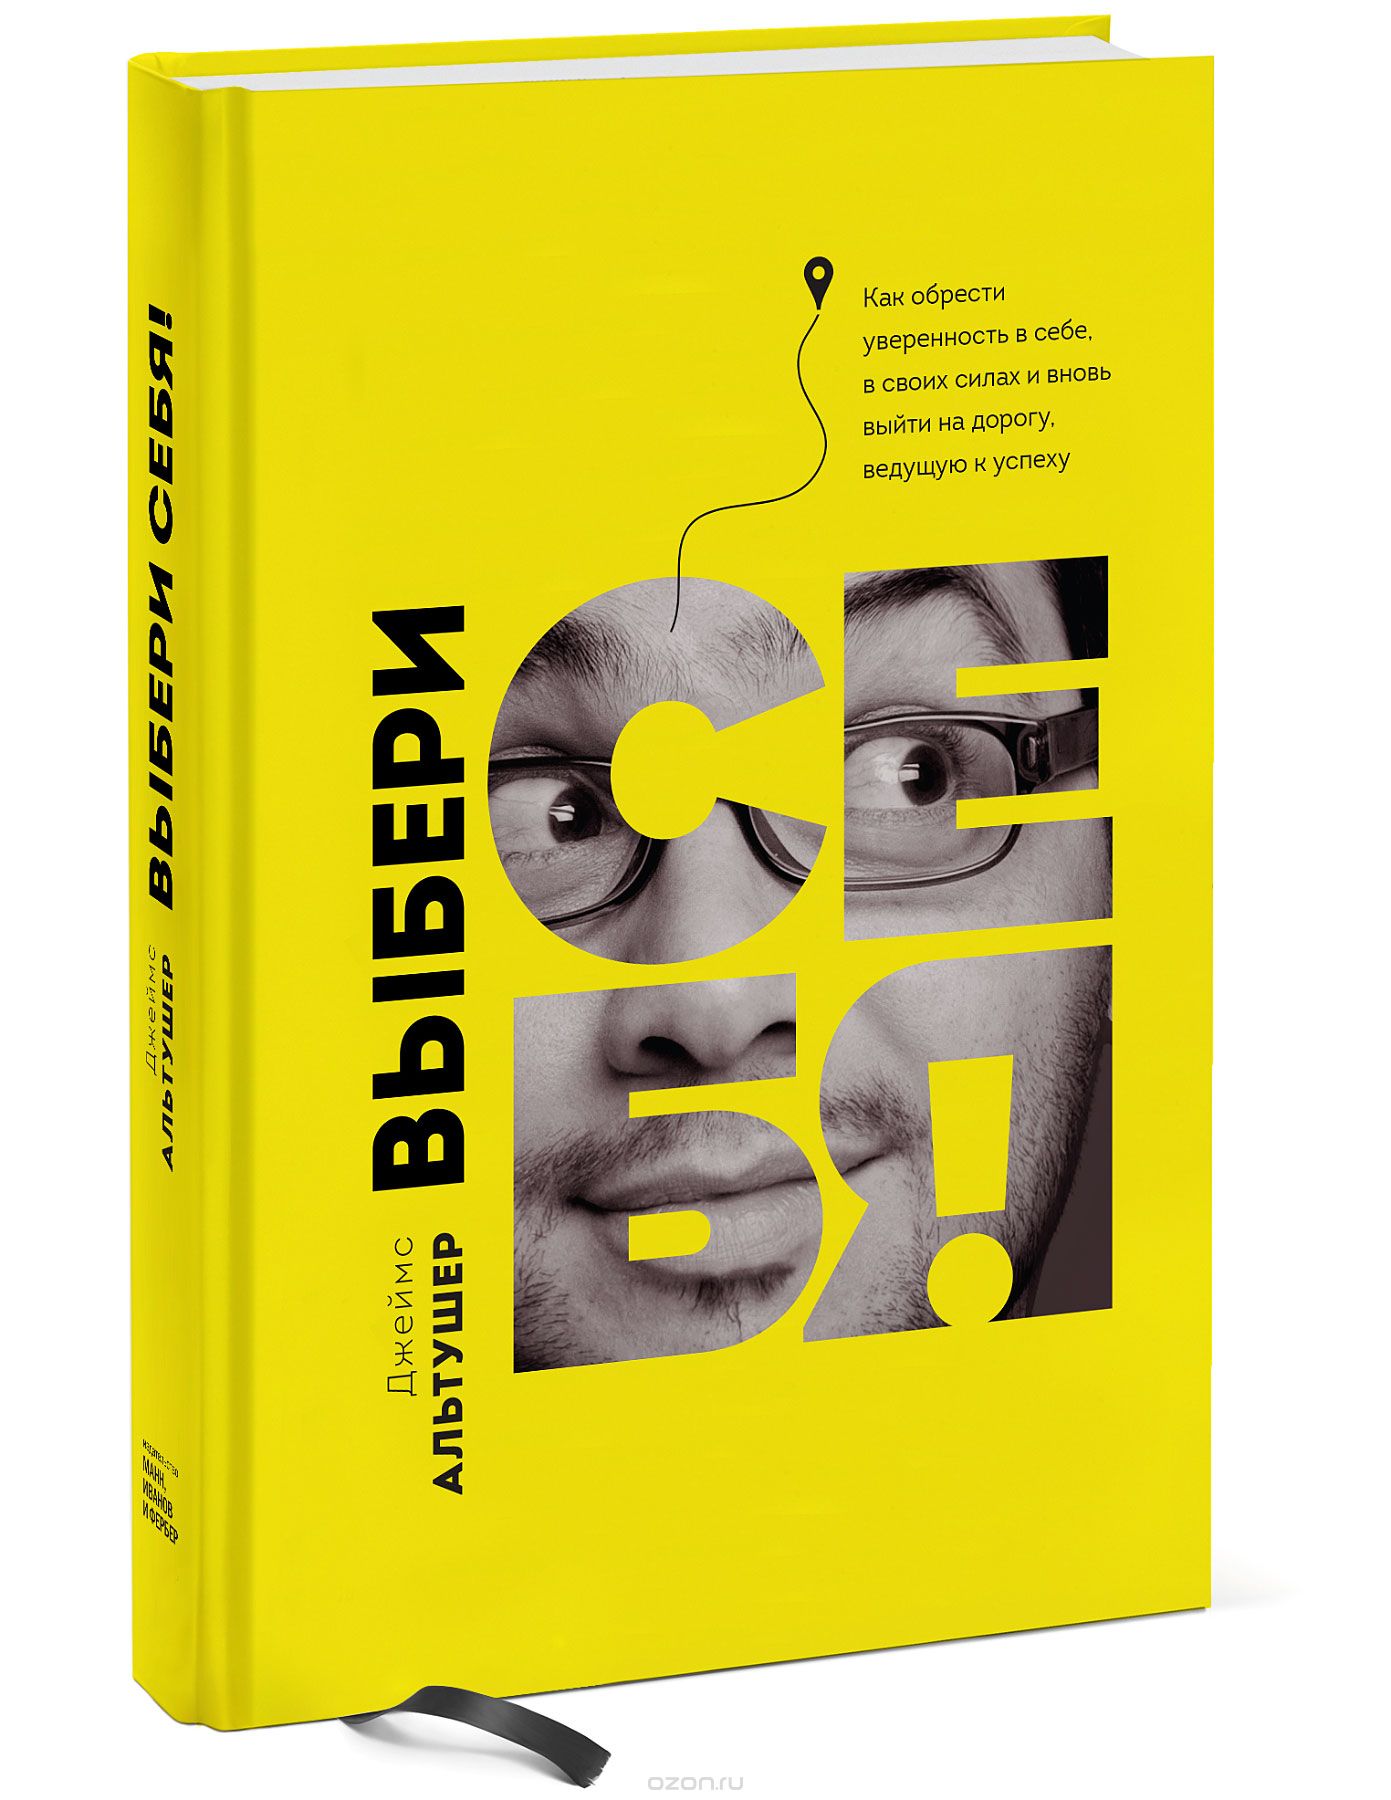 Как обрести
уверенность в себе,
в своих силах и вновь
выйти на дорогу,
ведущую к успеху
Джеймс
АЛЬТУШЕР
ВЫБЕРИ
СЕ
БЯ!
Джеймс
АЛЬТУШЕР
ВЫБЕРИ СЕБЯ!
издательство
МАНН,
ИВАНОВ
И ФЕРБЕР
ozon.ru